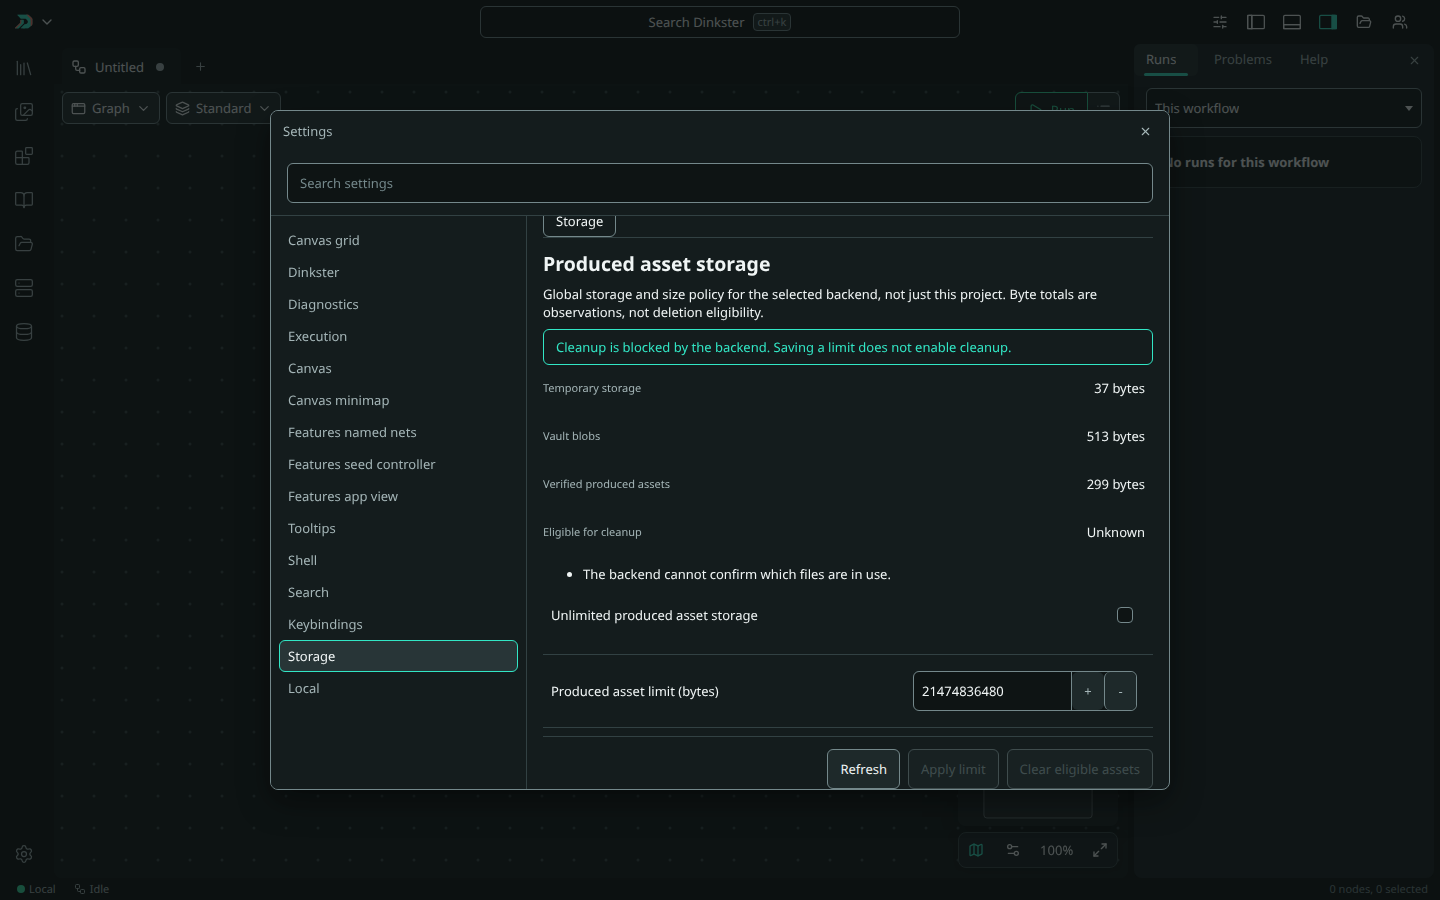 Search Dinkster ctrl+k
Untitled
Runs Problems Help
Graph
Standard
Run
This workflow
No runs for this workflow
Settings
Search settings
Canvas grid
Dinkster
Diagnostics
Execution
Canvas
Canvas minimap
Features named nets
Features seed controller
Features app view
Tooltips
Shell
Search
Keybindings
Storage
Local
Storage
Produced asset storage
Global storage and size policy for the selected backend, not just this project. Byte totals are
observations, not deletion eligibility.
Cleanup is blocked by the backend. Saving a limit does not enable cleanup.
Temporary storage 37 bytes
Vault blobs 513 bytes
Verified produced assets 299 bytes
Eligible for cleanup Unknown
• The backend cannot confirm which files are in use.
Unlimited produced asset storage
Produced asset limit (bytes) 21474836480 + -
Refresh Apply limit Clear eligible assets
100%
Local Idle
0 nodes, 0 selected